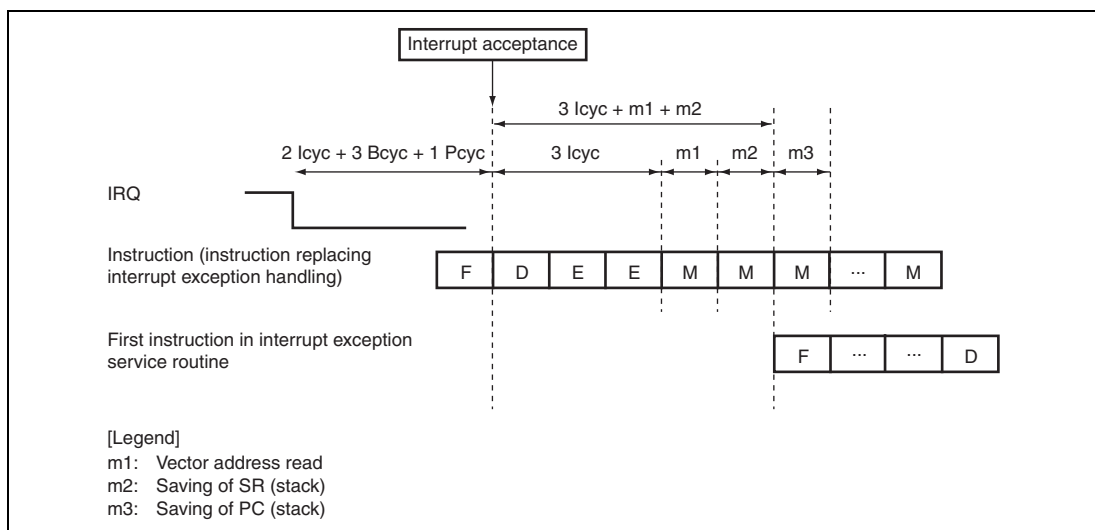 Interrupt acceptance
3 Icyc + m1 + m2
2 Icyc + 3 Bcyc + 1 Pcyc
3 Icyc
m1
m2
m3
IRQ
Instruction (instruction replacing
interrupt exception handling)
F D E E M M M ... M
First instruction in interrupt exception
service routine
F ... ... D
[Legend]
m1: Vector address read
m2: Saving of SR (stack)
m3: Saving of PC (stack)